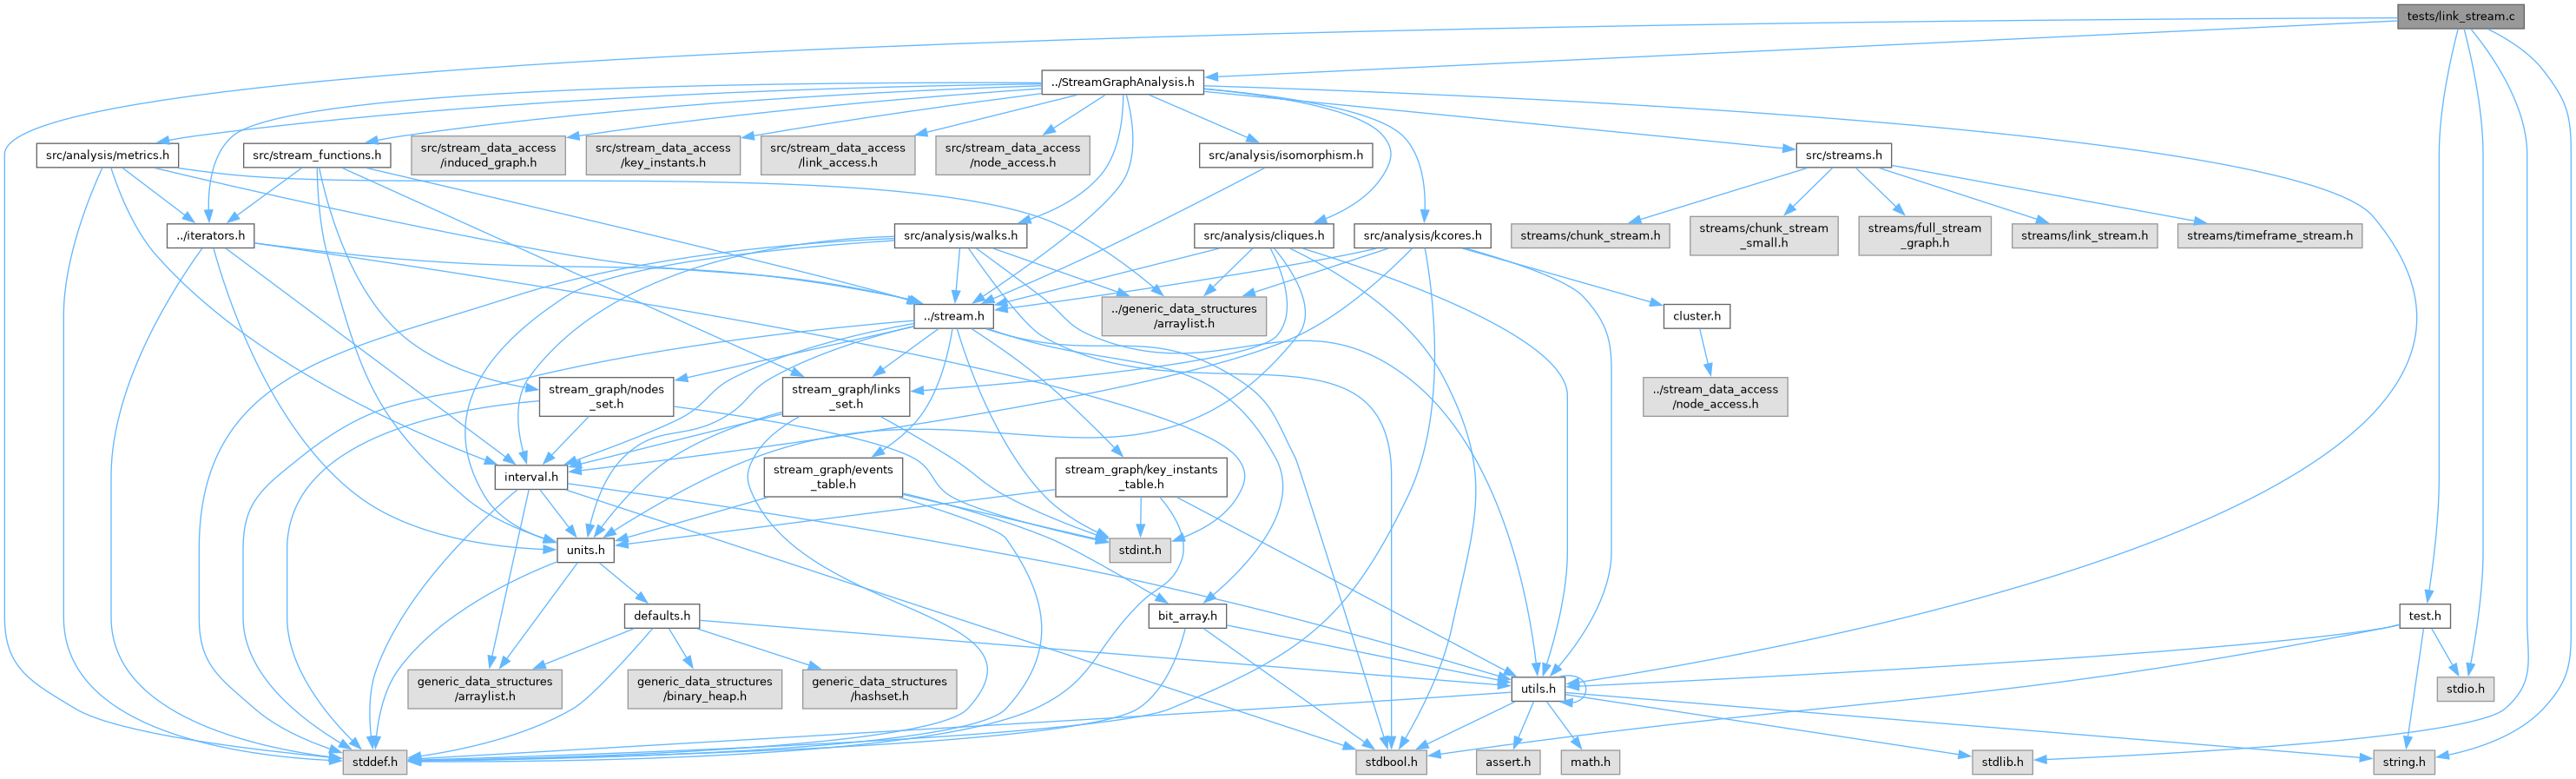 tests/link_stream.c
../StreamGraphAnalysis.h
src/analysis/metrics.h
src/stream_functions.h
src/stream_data_access
/induced_graph.h
src/stream_data_access
/key_instants.h
src/stream_data_access
/link_access.h
src/stream_data_access
/node_access.h
src/analysis/isomorphism.h
src/streams.h
../iterators.h
src/analysis/walks.h
src/analysis/cliques.h
src/analysis/kcores.h
streams/chunk_stream.h
streams/chunk_stream
_small.h
streams/full_stream
_graph.h
streams/link_stream.h
streams/timeframe_stream.h
../stream.h
../generic_data_structures
/arraylist.h
cluster.h
stream_graph/nodes
_set.h
stream_graph/links
_set.h
../stream_data_access
/node_access.h
interval.h
stream_graph/events
_table.h
stream_graph/key_instants
_table.h
units.h
stdint.h
defaults.h
bit_array.h
test.h
generic_data_structures
/arraylist.h
generic_data_structures
/binary_heap.h
generic_data_structures
/hashset.h
utils.h
stdio.h
stddef.h
stdbool.h
assert.h
math.h
stdlib.h
string.h